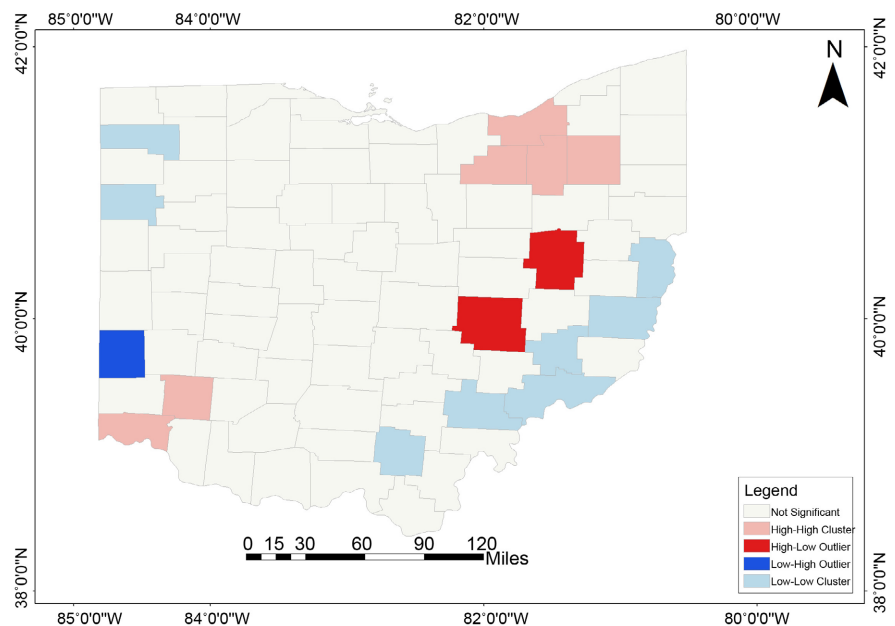 85°0'0"W 84°0'0"W 82°0'0"W 80°0'0"W
42°0'0"N
42°0'0"N
N
40°0'0"N
40°0'0"N
Legend
Not Significant
High-High Cluster
High-Low Outlier
Low-High Outlier
Low-Low Cluster
0 15 30 60 90 120
Miles
38°0'0"N
38°0'0"N
85°0'0"W 84°0'0"W 82°0'0"W 80°0'0"W